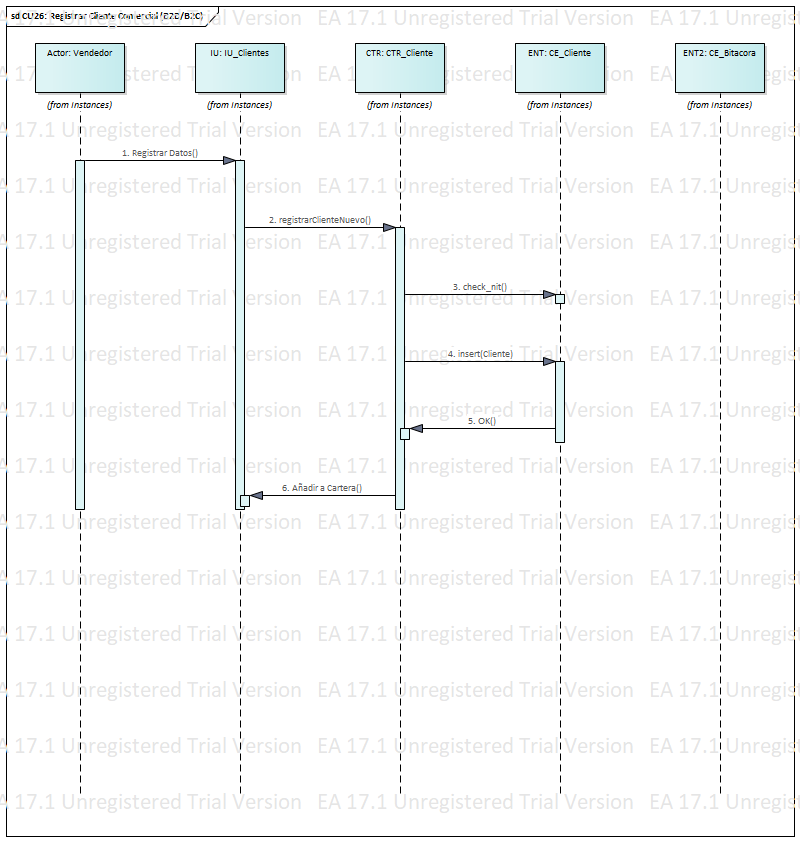 sd CU26: Registrar Cliente Comercial (B2B/B2C)
Actor: Vendedor
IU: IU_Clientes
CTR: CTR_Cliente
ENT: CE_Cliente
ENT2: CE_Bitacora
(from Instances)
(from Instances)
(from Instances)
(from Instances)
(from Instances)
1. Registrar Datos()
2. registrarClienteNuevo()
3. check_nit()
4. insert(Cliente)
5. OK()
6. Añadir a Cartera()
EA 17.1 Unregistered Trial Version